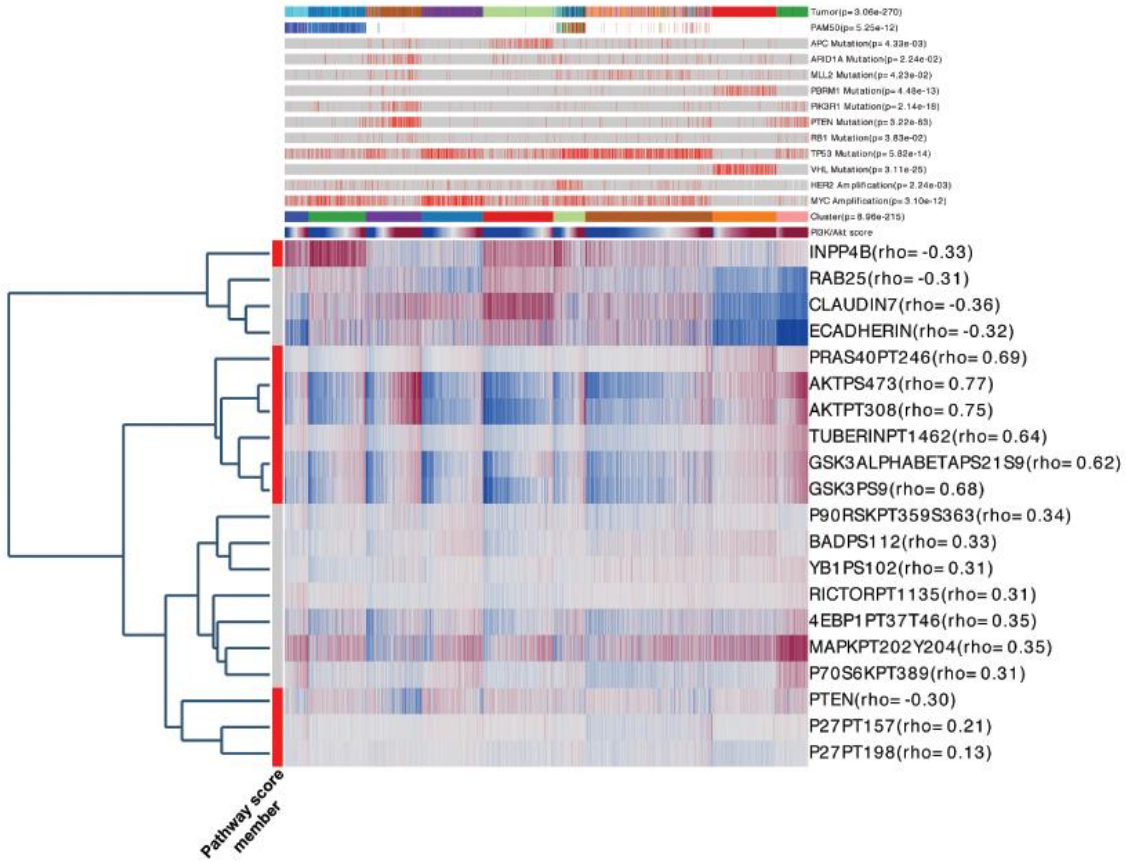 Tumor(p=3.06e-270)
PAM50(p=5.25e-12)
APC Mutation(p=4.33e-03)
ARID1A Mutation(p=2.24e-02)
MLL2 Mutation(p=4.23e-02)
PBRM1 Mutation(p=4.48e-13)
PIK3R1 Mutation(p=2.14e-18)
PTEN Mutation(p=3.22e-63)
RB1 Mutation(p=3.83e-02)
TP53 Mutation(p=5.82e-14)
VHL Mutation(p=3.11e-25)
HER2 Amplification(p=2.24e-03)
MYC Amplification(p=3.10e-12)
Cluster(p=8.96e-215)
PI3K/Akt score
INPP4B(rho= -0.33)
RAB25(rho= -0.31)
CLAUDIN7(rho= -0.36)
ECADHERIN(rho= -0.32)
PRAS40PT246(rho= 0.69)
AKTPS473(rho= 0.77)
AKTPT308(rho= 0.75)
TUBERINPT1462(rho= 0.64)
GSK3ALPHABETAPS21S9(rho= 0.62)
GSK3PS9(rho= 0.68)
P90RSKPT359S363(rho= 0.34)
BADPS112(rho= 0.33)
YB1PS102(rho= 0.31)
RICTORPT1135(rho= 0.31)
4EBP1PT37T46(rho= 0.35)
MAPKPT202Y204(rho= 0.35)
P70S6KPT389(rho= 0.31)
PTEN(rho= -0.30)
P27PT157(rho= 0.21)
P27PT198(rho= 0.13)
Pathway score
member